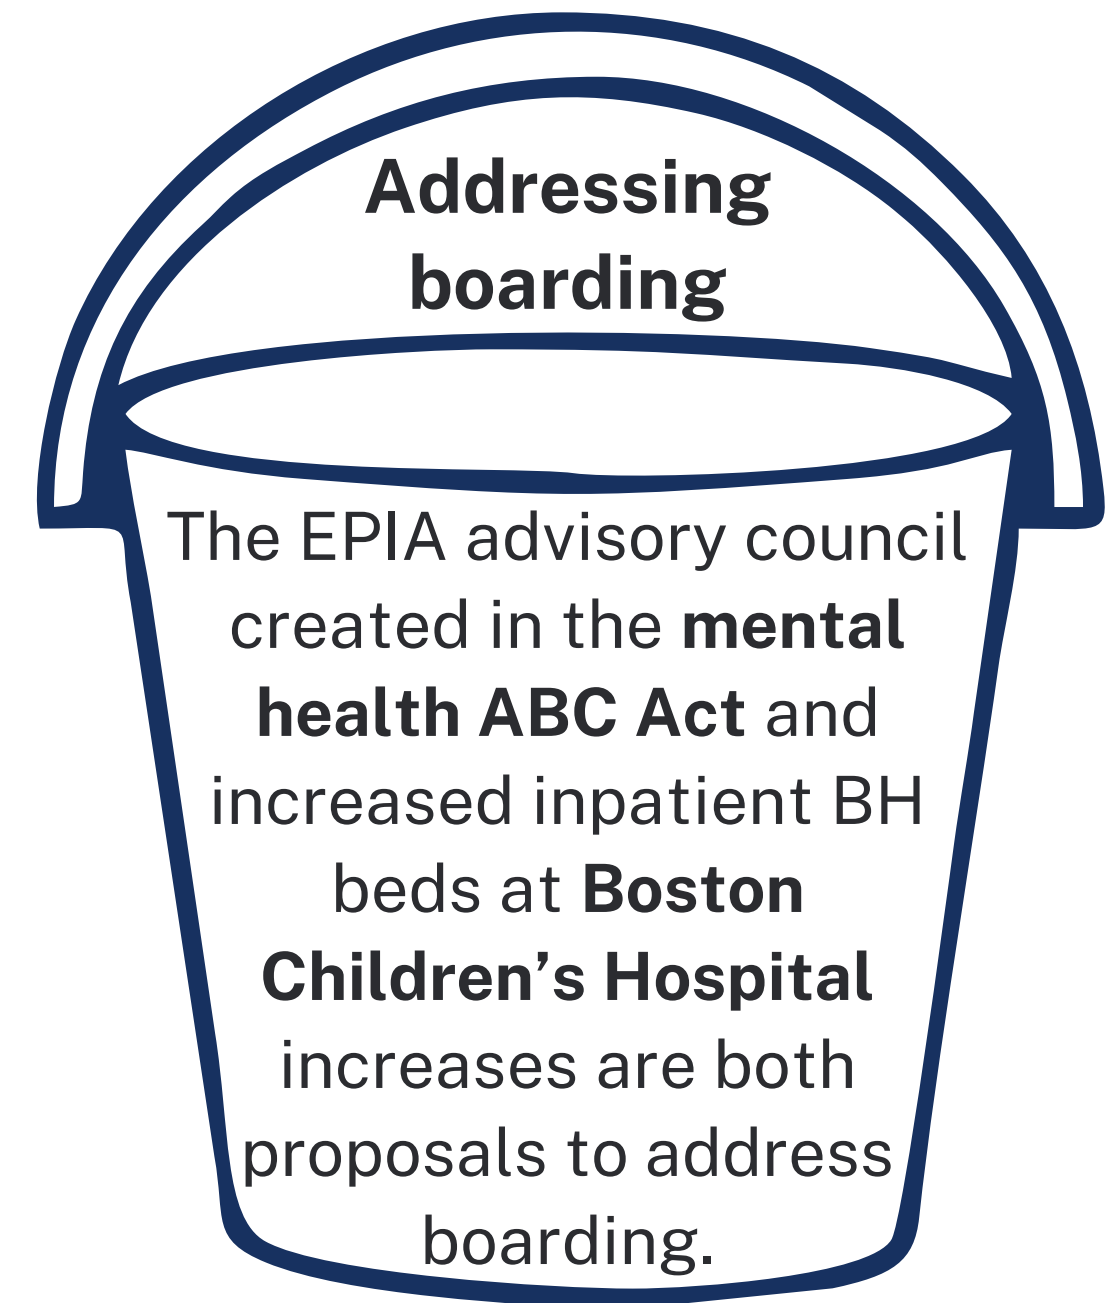 Addressing
boarding
The EPIA advisory council
created in the mental
health ABC Act and
increased inpatient BH
beds at Boston
Children’s Hospital
increases are both
proposals to address
boarding.